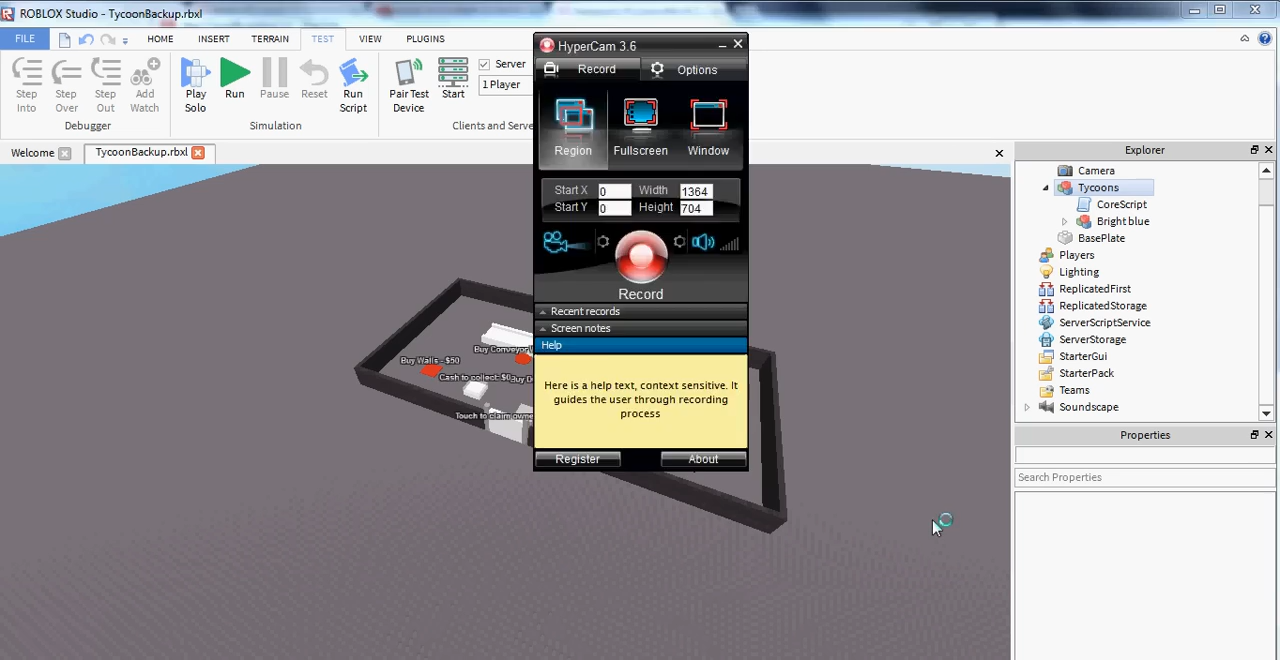 ROBLOX Studio - TycoonBackup.rbxl
FILE HOME INSERT TERRAIN TEST VIEW PLUGINS
Step Into
Step Over
Step Out
Add Watch
Debugger
Play Solo
Run
Pause
Reset
Run Script
Simulation
Pair Test Device
Start
Server
1 Player
Clients and Serve
Welcome
TycoonBackup.rbxl
HyperCam 3.6
Record
Options
Region
Fullscreen
Window
Start X 0 Width 1364
Start Y 0 Height 704
Record
Recent records
Screen notes
Help
Here is a help text, context sensitive. It
guides the user through recording
process
Register
About
Buy Walls - $50
Buy Conveyor
Cash to collect: $0
Buy D
Touch to claim owne
Explorer
Camera
Tycoons
CoreScript
Bright blue
BasePlate
Players
Lighting
ReplicatedFirst
ReplicatedStorage
ServerScriptService
ServerStorage
StarterGui
StarterPack
Teams
Soundscape
Properties
Search Properties